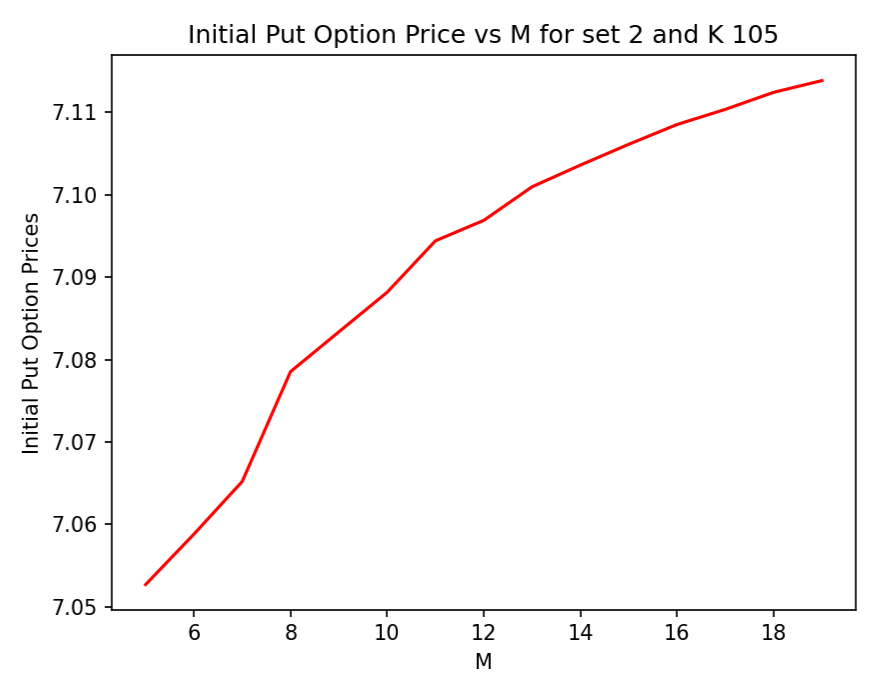 Initial Put Option Price vs M for set 2 and K 105
Initial Put Option Prices
7.11
7.10
7.09
7.08
7.07
7.06
7.05
6 8 10 12 14 16 18
M